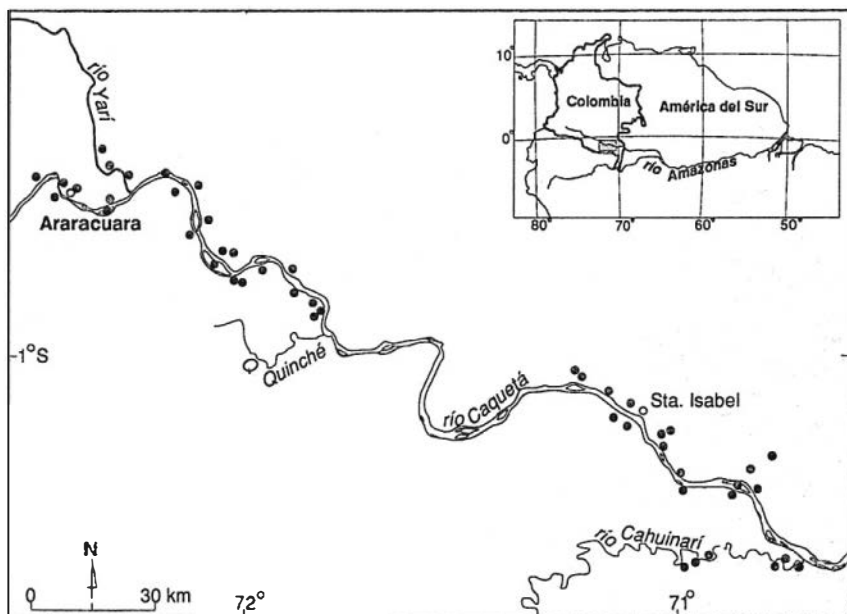 10°
0°
80°
70°
60°
50°
Colombia
América del Sur
río Amazonas
río Yarí
Araracuara
1°S
Q. Quinché
río Caquetá
Sta. Isabel
río Cahuinarí
N
0 30 km
72°
71°